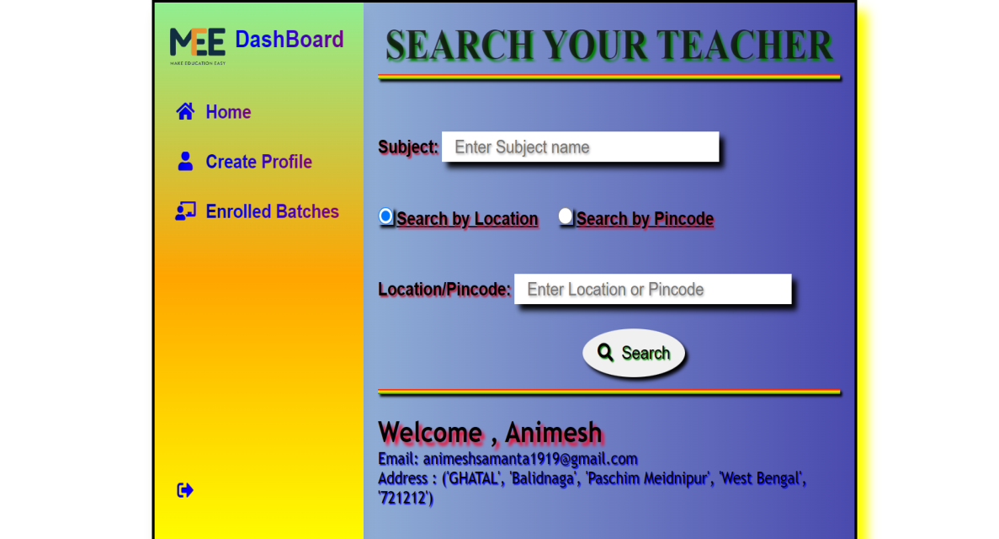 MEE DashBoard
MAKE EDUCATION EASY
Home
Create Profile
Enrolled Batches
SEARCH YOUR TEACHER
Subject: Enter Subject name
Search by Location Search by Pincode
Location/Pincode: Enter Location or Pincode
Search
Welcome , Animesh
Email: animeshsamanta1919@gmail.com
Address : ('GHATAL', 'Balidnaga', 'Paschim Meidnipur', 'West Bengal',
'721212')